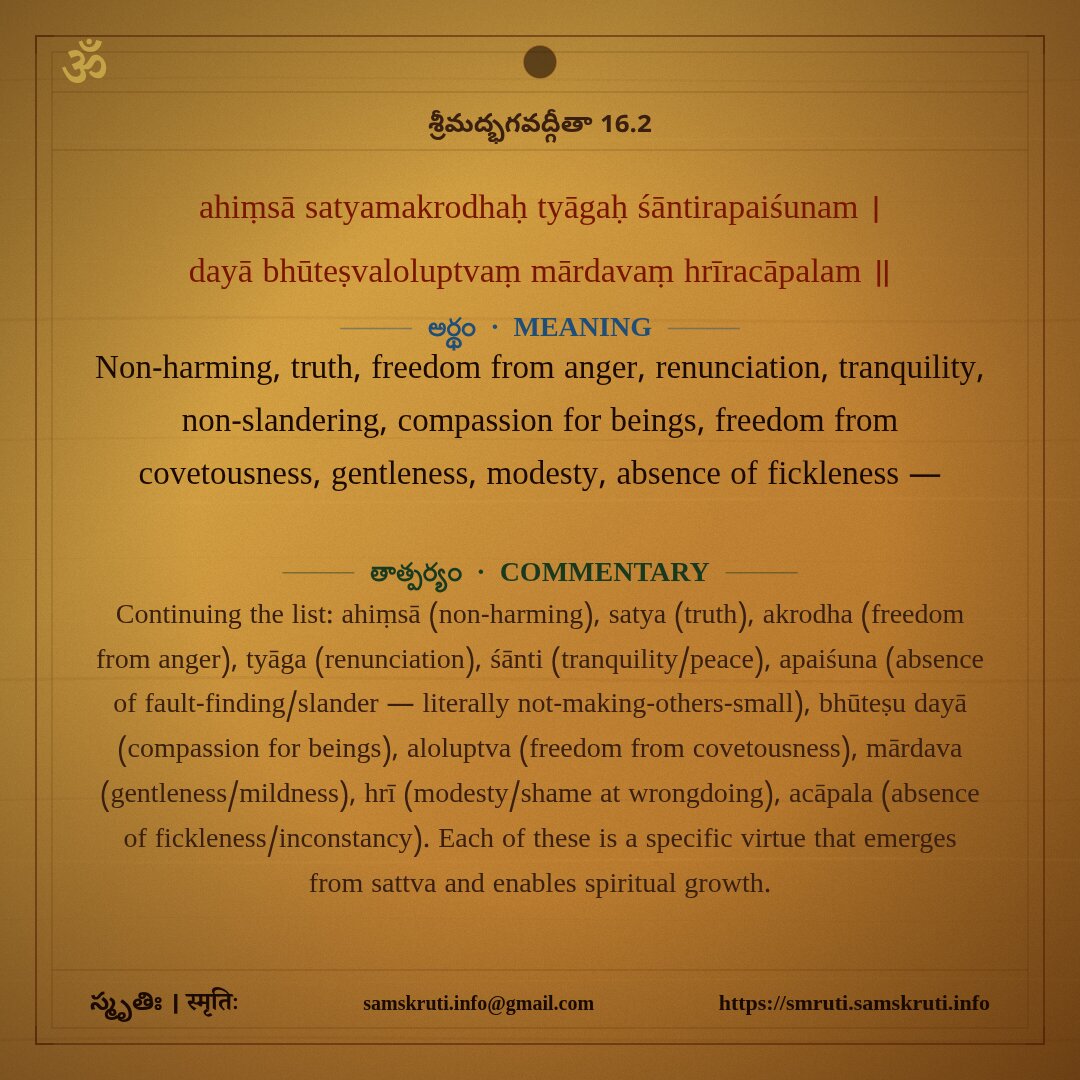 ॐ
శ్రీమద్భగవద్గీతా 16.2
ahiṃsā satyamakrodhaḥ tyāgaḥ śāntirapaiśunam |
dayā bhūteṣvaloluptvaṃ mārdavaṃ hrīracāpalam ||
అర్థం · MEANING
Non-harming, truth, freedom from anger, renunciation, tranquility,
non-slandering, compassion for beings, freedom from
covetousness, gentleness, modesty, absence of fickleness —
తాత్పర్యం · COMMENTARY
Continuing the list: ahiṃsā (non-harming), satya (truth), akrodha (freedom
from anger), tyāga (renunciation), śānti (tranquility/peace), apaiśuna (absence
of fault-finding/slander — literally not-making-others-small), bhūteṣu dayā
(compassion for beings), aloluptva (freedom from covetousness), mārdava
(gentleness/mildness), hrī (modesty/shame at wrongdoing), acāpala (absence
of fickleness/inconstancy). Each of these is a specific virtue that emerges
from sattva and enables spiritual growth.
స్మృతిః | स्मृतिः samskruti.info@gmail.com https://smruti.samskruti.info